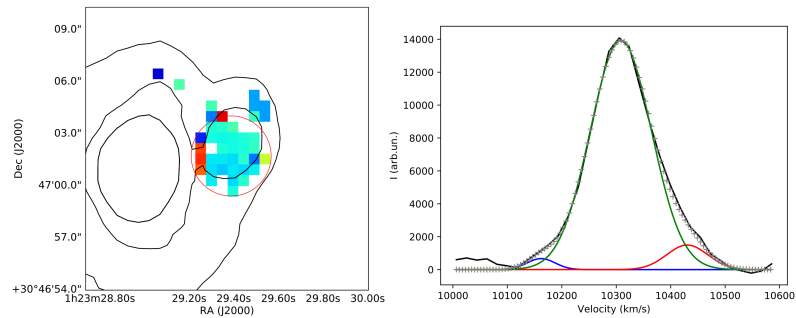 09.0"
06.0"
03.0"
47'00.0"
57.0"
+30°46'54.0"
Dec (J2000)
1h23m28.80s 29.20s 29.40s 29.60s 29.80s 30.00s
RA (J2000)
14000
12000
10000
8000
6000
4000
2000
0
I (arb.un.)
10000 10100 10200 10300 10400 10500 10600
Velocity (km/s)